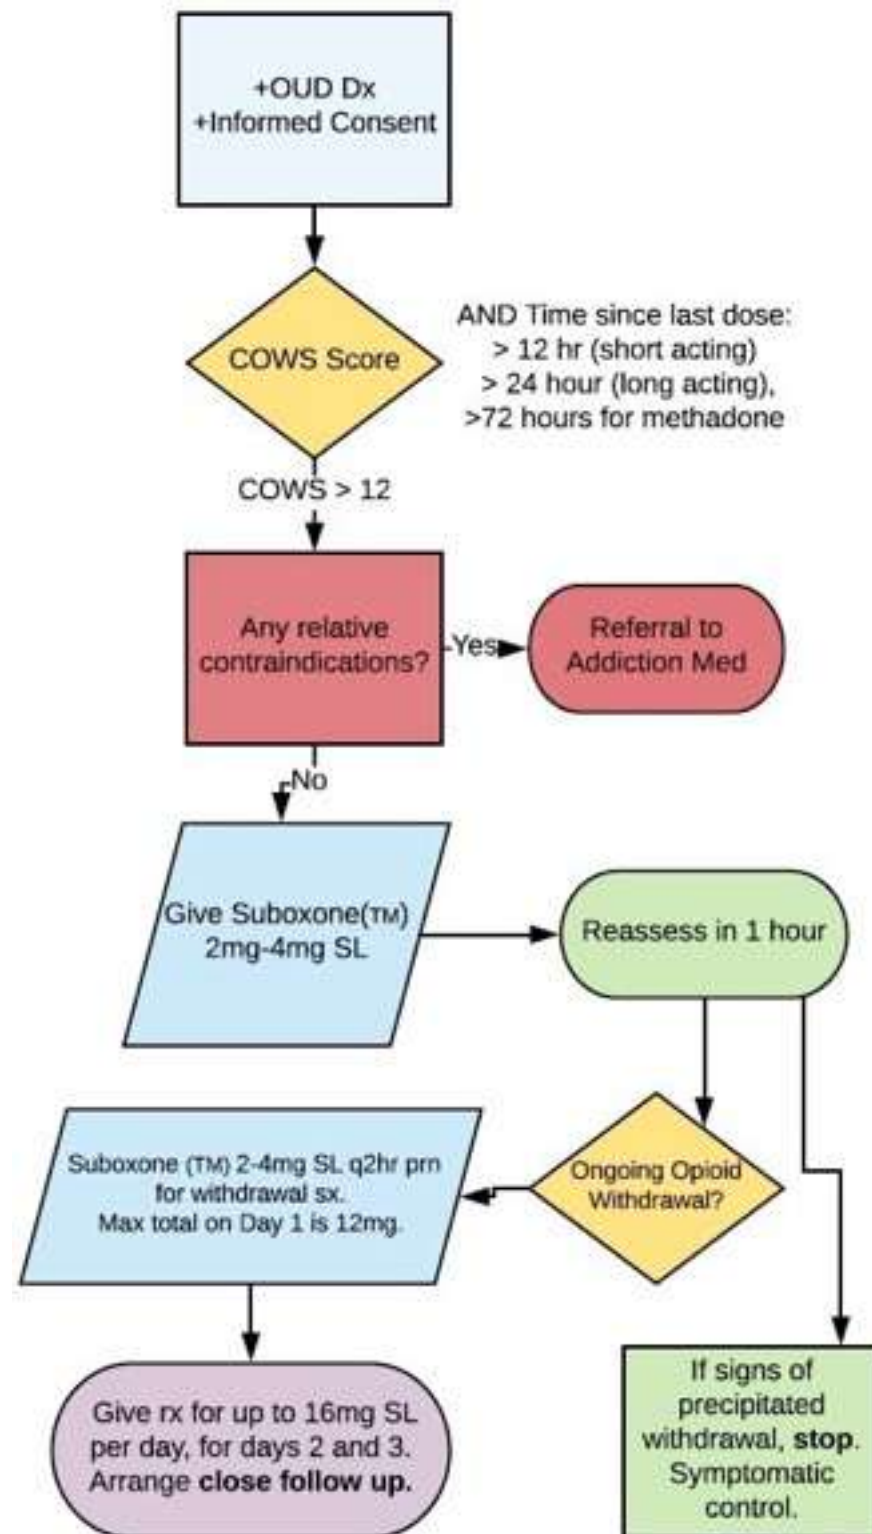 +OUD Dx
+Informed Consent
COWS Score
AND Time since last dose:
> 12 hr (short acting)
> 24 hour (long acting),
>72 hours for methadone
COWS > 12
Any relative
contraindications?
Yes
Referral to
Addiction Med
No
Give Suboxone(TM)
2mg-4mg SL
Reassess in 1 hour
Ongoing Opioid
Withdrawal?
Suboxone (TM) 2-4mg SL q2hr prn
for withdrawal sx.
Max total on Day 1 is 12mg.
If signs of
precipitated
withdrawal, stop.
Symptomatic
control.
Give rx for up to 16mg SL
per day, for days 2 and 3.
Arrange close follow up.